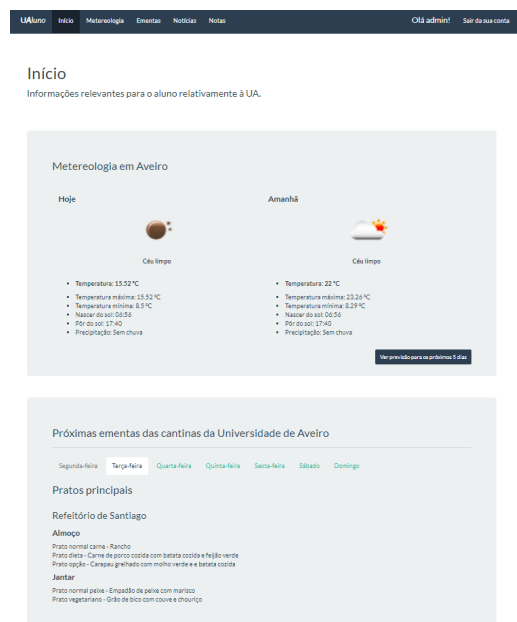 UAluno Início Metereologia Ementas Notícias Notas Olá admin! Sair da sua conta
Início
Informações relevantes para o aluno relativamente à UA.
Metereologia em Aveiro
Hoje
Céu limpo
Temperatura: 15.52 ºC
Temperatura máxima: 15.52 ºC
Temperatura mínima: 8.5 ºC
Nascer do sol: 06:56
Pôr do sol: 17:40
Precipitação: Sem chuva
Amanhã
Céu limpo
Temperatura: 22 ºC
Temperatura máxima: 23.26 ºC
Temperatura mínima: 8.29 ºC
Nascer do sol: 06:56
Pôr do sol: 17:40
Precipitação: Sem chuva
Ver previsão para os próximos 5 dias
Próximas ementas das cantinas da Universidade de Aveiro
Segunda-feira Terça-feira Quarta-feira Quinta-feira Sexta-feira Sábado Domingo
Pratos principais
Refeitório de Santiago
Almoço
Prato normal carne - Rancho
Prato dieta - Carne de porco cozida com batata cozida e feijão verde
Prato opção - Carapau grelhado com molho verde e e batata cozida
Jantar
Prato normal peixe - Empadão de peixe com marisco
Prato vegetariano - Grão de bico com couve e chouriço